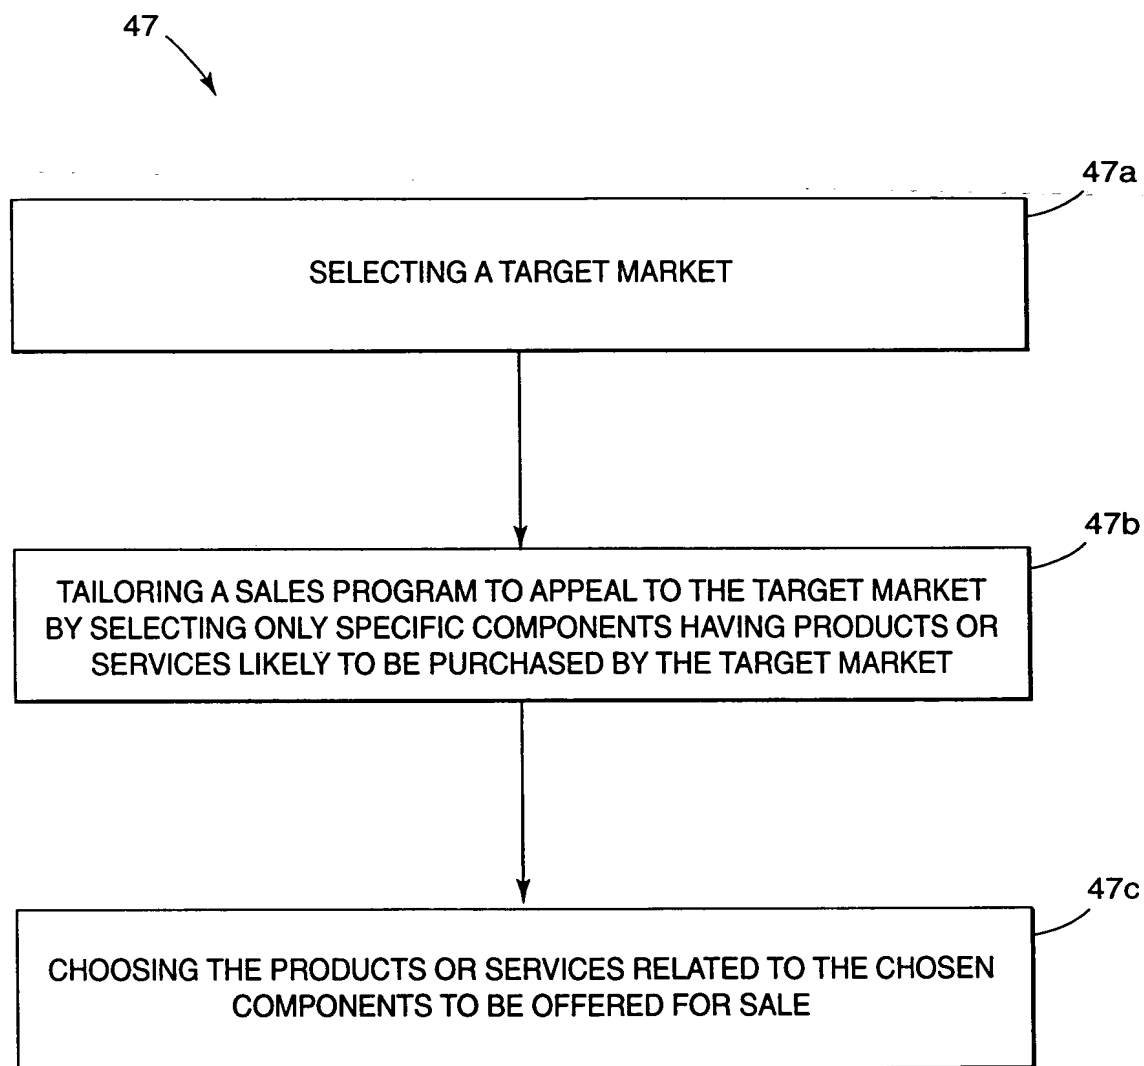 47
47a
SELECTING A TARGET MARKET
47b
TAILORING A SALES PROGRAM TO APPEAL TO THE TARGET MARKET
BY SELECTING ONLY SPECIFIC COMPONENTS HAVING PRODUCTS OR
SERVICES LIKELY TO BE PURCHASED BY THE TARGET MARKET
47c
CHOOSING THE PRODUCTS OR SERVICES RELATED TO THE CHOSEN
COMPONENTS TO BE OFFERED FOR SALE